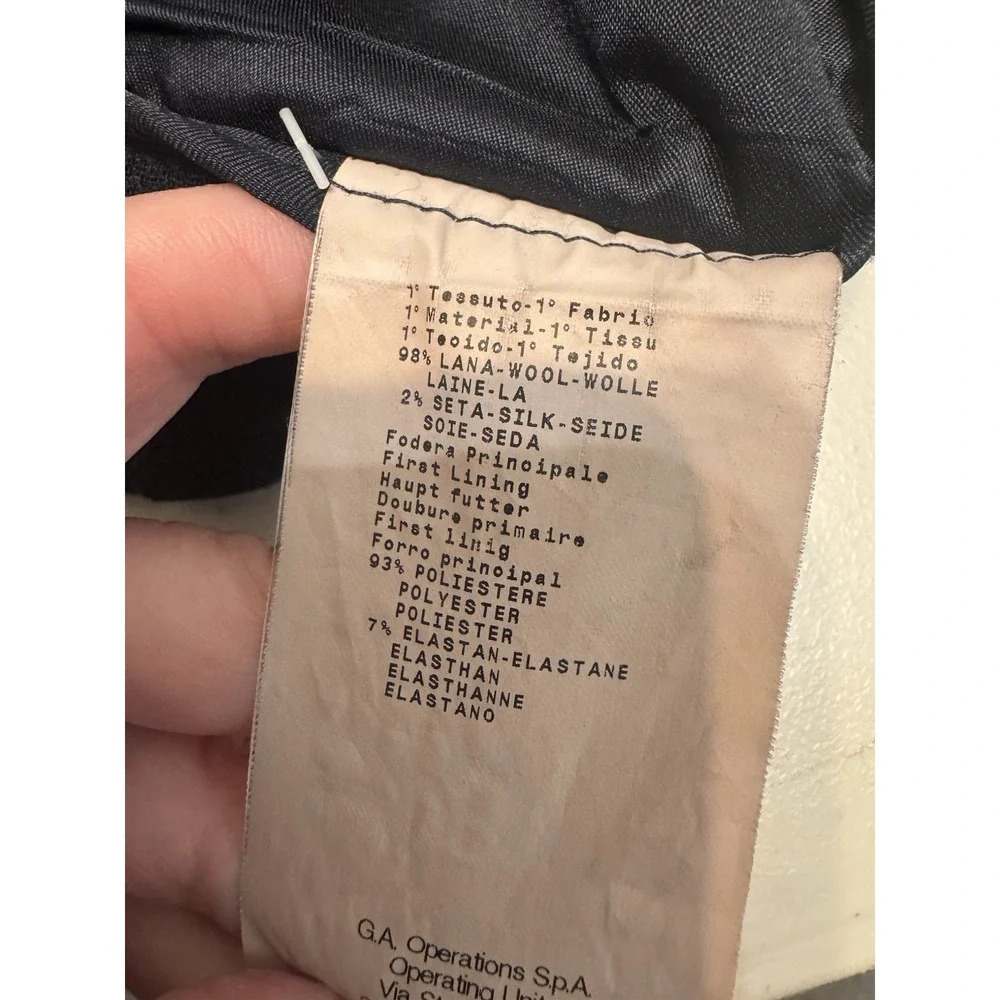 1° Tessuto-1° Fabric
1° Material-1° Tissu
1° Tecido-1° Tejido
98% LANA-WOOL-WOLLE
LAINE-LA
2% SETA-SILK-SEIDE
SOIE-SEDA
Fodera Principale
First Lining
Haupt futter
Doubure primaire
First linig
Forro principal
93% POLIESTERE
POLYESTER
POLIESTER
7% ELASTAN-ELASTANE
ELASTHAN
ELASTHANNE
ELASTANO
G.A. Operations S.p.A.
Operating
Via